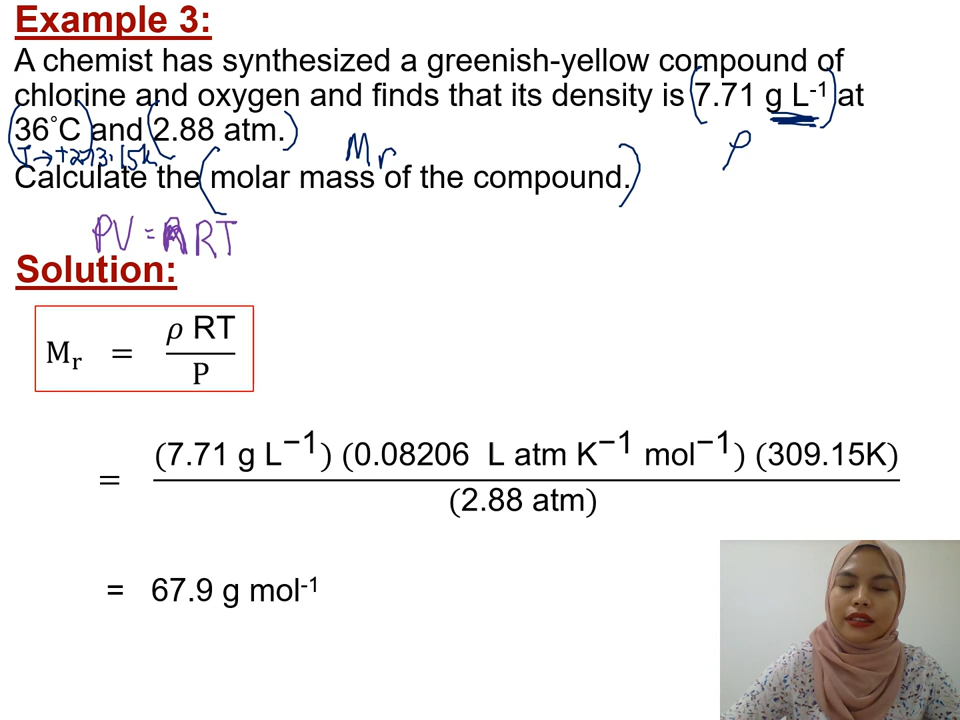 Example 3:
A chemist has synthesized a greenish-yellow compound of
chlorine and oxygen and finds that its density is 7.71 g L⁻¹ at
36°C and 2.88 atm.
T → +273.15K
Mr
ρ
Calculate the molar mass of the compound.
PV = nRT
Solution:
Mᵣ = ρ RT / P
= (7.71 g L⁻¹) (0.08206 L atm K⁻¹ mol⁻¹) (309.15K) / (2.88 atm)
= 67.9 g mol⁻¹